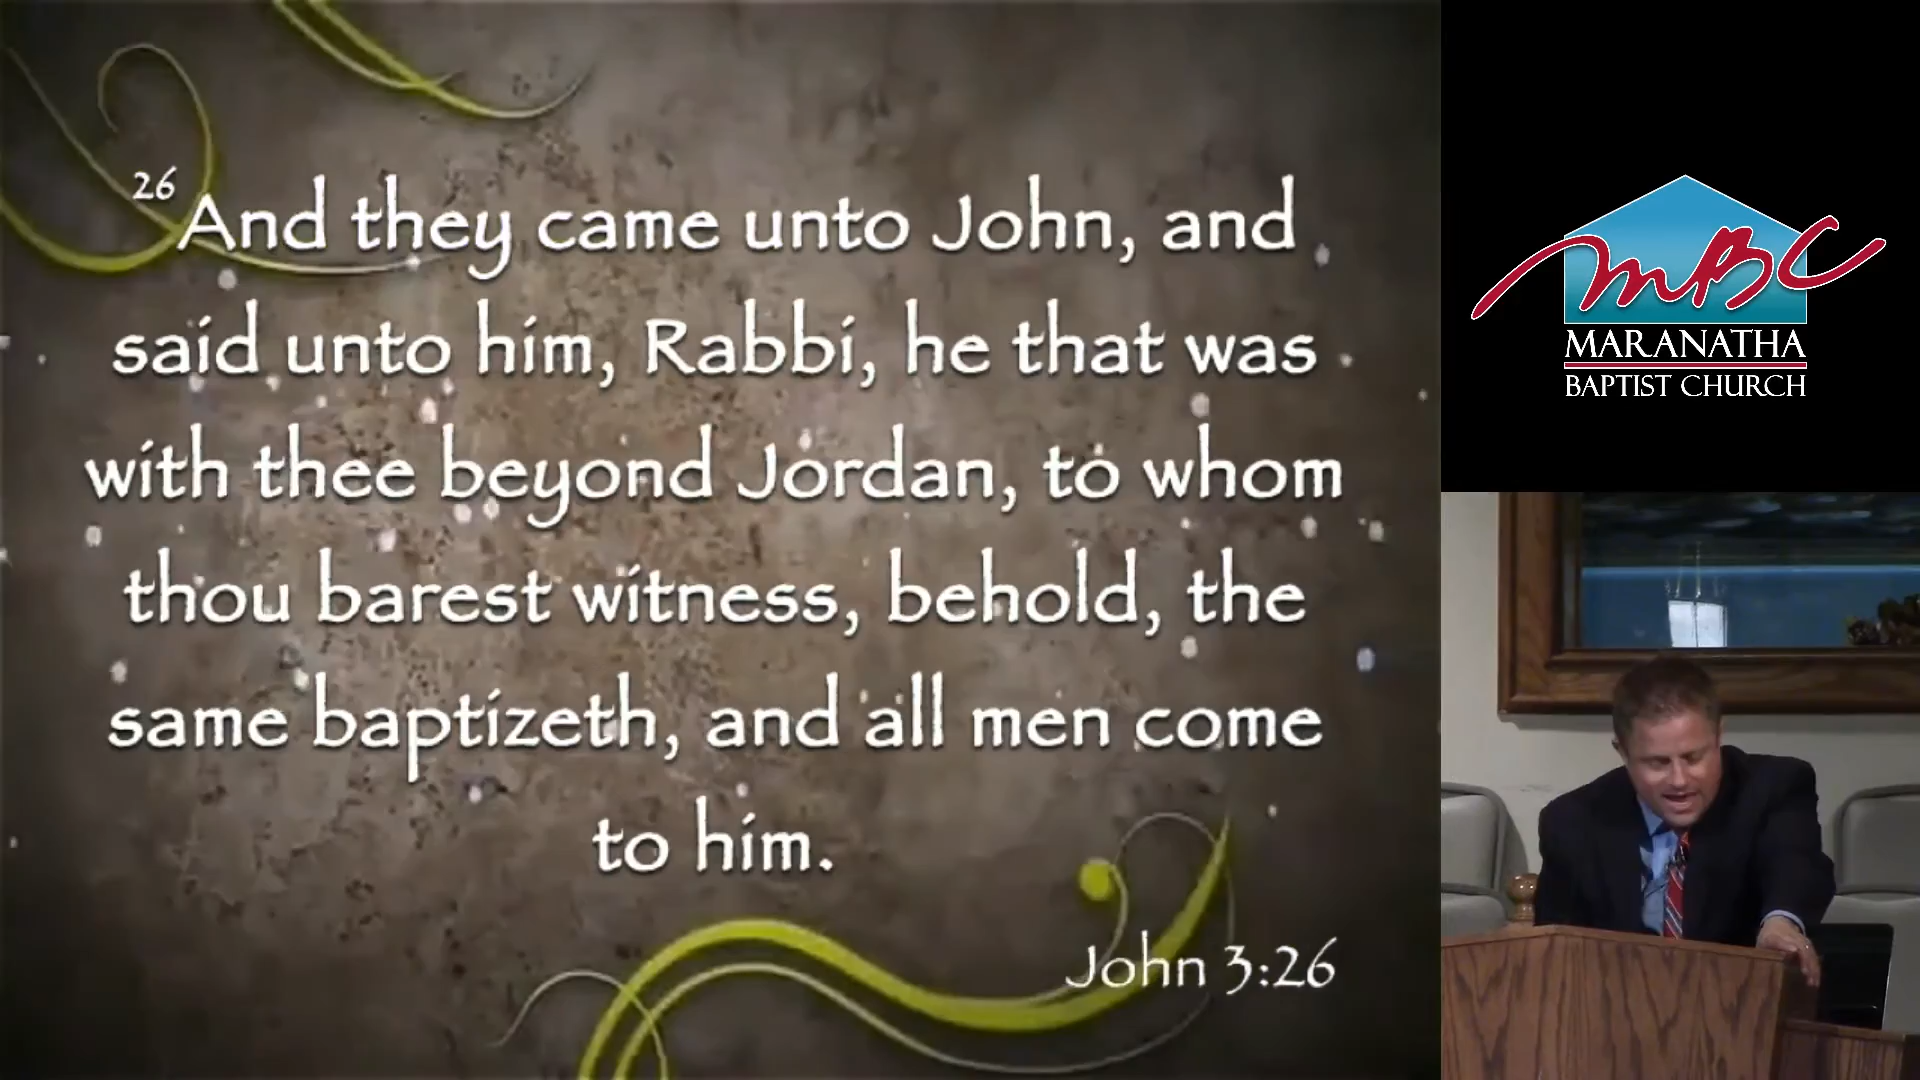 26 And they came unto John, and
said unto him, Rabbi, he that was
with thee beyond Jordan, to whom
thou barest witness, behold, the
same baptizeth, and all men come
to him.
John 3:26
MBC
MARANATHA
BAPTIST CHURCH